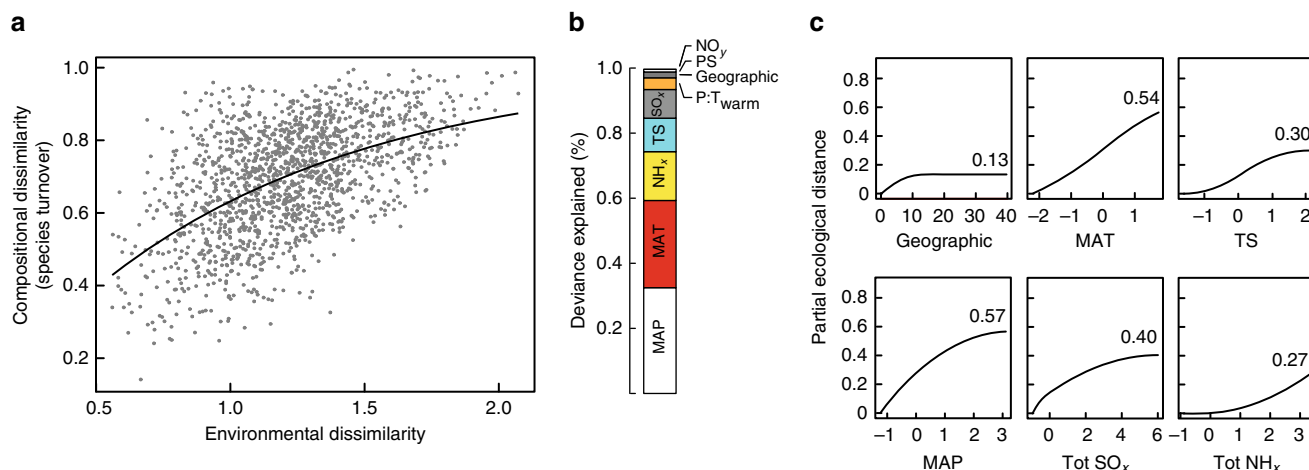 a
Compositional dissimilarity
(species turnover)
1.0
0.8
0.6
0.4
0.2
0.5
1.0
1.5
2.0
Environmental dissimilarity
b
Deviance explained (%)
1.0
0.8
0.6
0.4
0.2
NOy
PS
Geographic
P:Twarm
SOx
TS
NHx
MAT
MAP
c
Partial ecological distance
0.8
0.6
0.4
0.2
0
0.13
0 10 20 30 40
Geographic
0.54
−2 −1 0 1
MAT
0.30
−1 0 1 2
TS
0.8
0.6
0.4
0.2
0
0.57
−1 0 1 2 3
MAP
0.40
0 2 4 6
Tot SOx
0.27
−1 0 1 2 3
Tot NHx